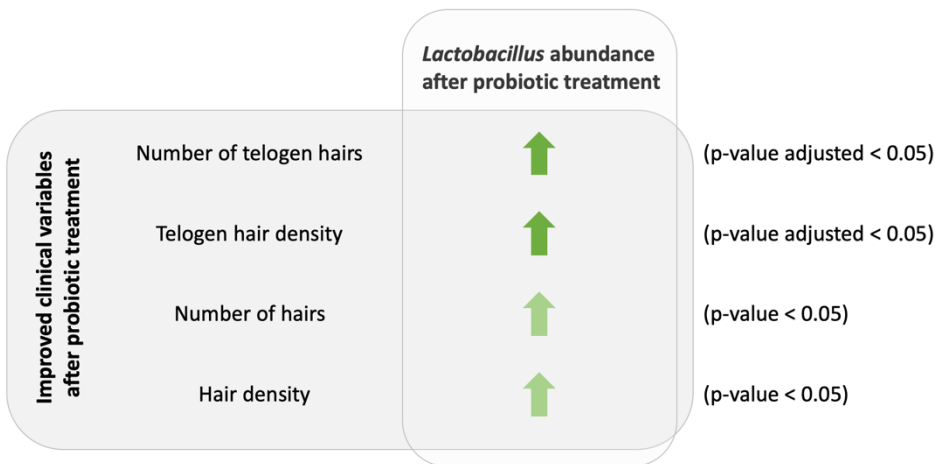 Lactobacillus abundance
after probiotic treatment
Improved clinical variables
after probiotic treatment
Number of telogen hairs
(p-value adjusted < 0.05)
Telogen hair density
(p-value adjusted < 0.05)
Number of hairs
(p-value < 0.05)
Hair density
(p-value < 0.05)